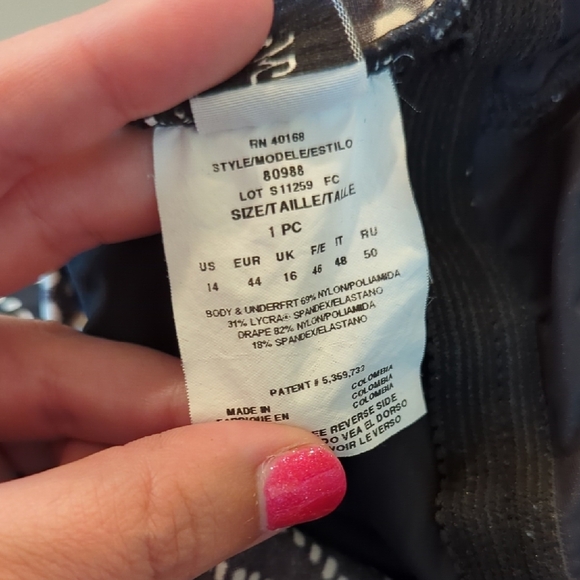 RN 40168
STYLE/MODELE/ESTILO
80988
LOT S11259 FC
SIZE/TAILLE/TALLE
1 PC
US EUR UK F/E IT RU
14 44 16 46 48 50
BODY & UNDERFRT 69% NYLON/POLIAMIDA
31% LYCRA® SPANDEX/ELASTANO
DRAPE 82% NYLON/POLIAMIDA
18% SPANDEX/ELASTANO
PATENT # 5,359,732
MADE IN COLOMBIA
EN COLOMBIA
COLOMBIA
REVERSE SIDE
VEA EL DORSO
VOIR LE VERSO